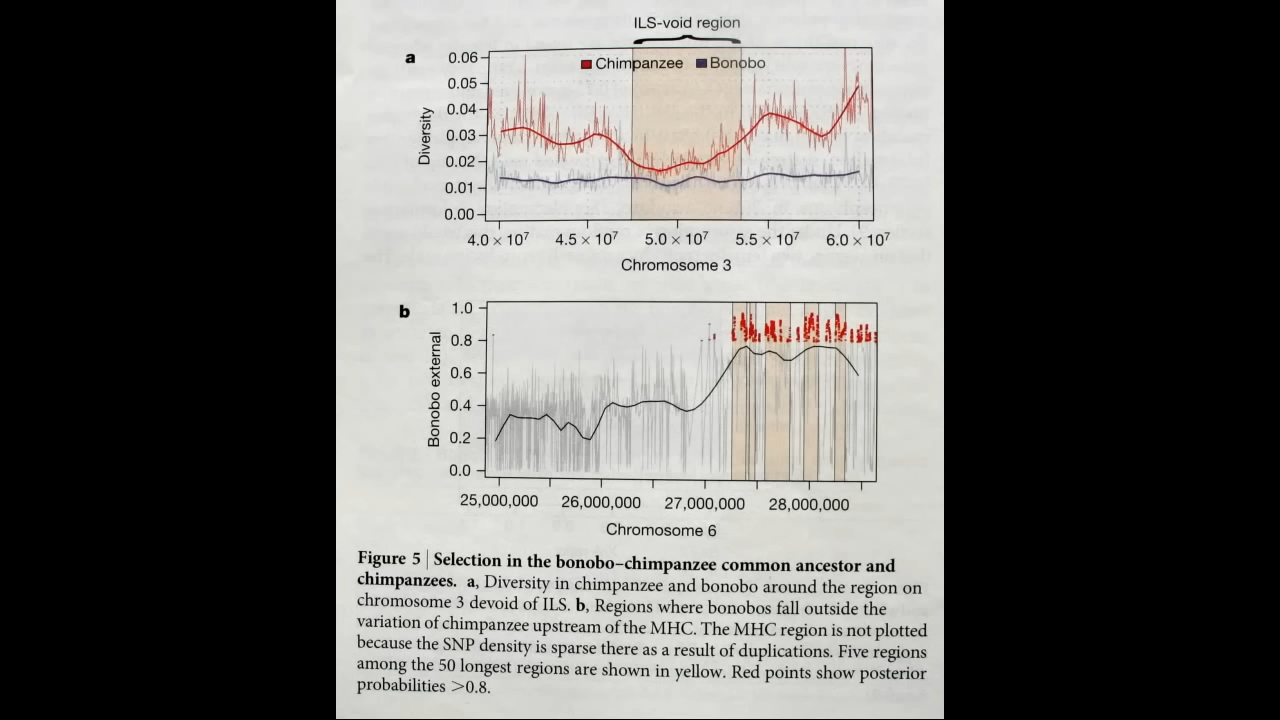 ILS-void region
a
Chimpanzee Bonobo
Diversity
0.06
0.05
0.04
0.03
0.02
0.01
0.00
4.0 × 10⁷ 4.5 × 10⁷ 5.0 × 10⁷ 5.5 × 10⁷ 6.0 × 10⁷
Chromosome 3
b
Bonobo external
1.0
0.8
0.6
0.4
0.2
0.0
25,000,000 26,000,000 27,000,000 28,000,000
Chromosome 6
Figure 5 | Selection in the bonobo–chimpanzee common ancestor and
chimpanzees. a, Diversity in chimpanzee and bonobo around the region on
chromosome 3 devoid of ILS. b, Regions where bonobos fall outside the
variation of chimpanzee upstream of the MHC. The MHC region is not plotted
because the SNP density is sparse there as a result of duplications. Five regions
among the 50 longest regions are shown in yellow. Red points show posterior
probabilities >0.8.